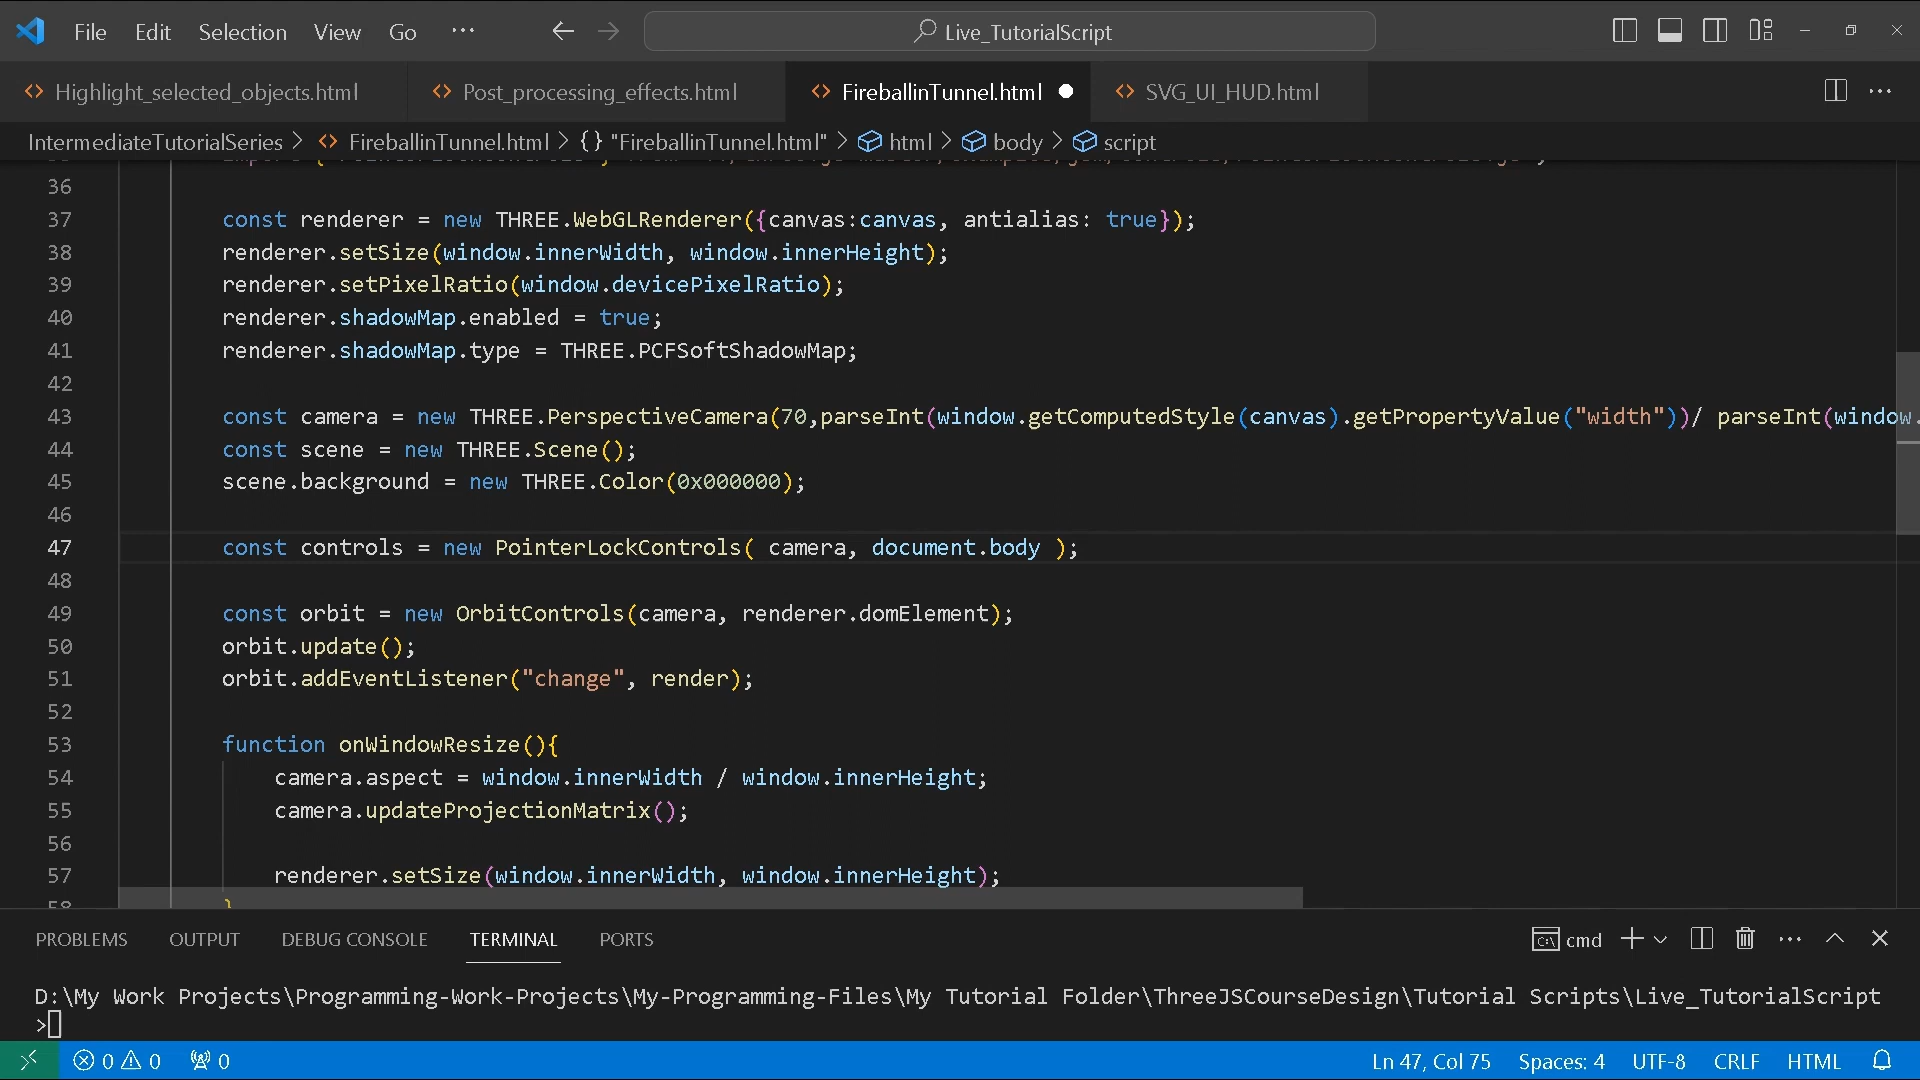 File Edit Selection View Go ··· Live_TutorialScript
Highlight_selected_objects.html Post_processing_effects.html FireballinTunnel.html SVG_UI_HUD.html
IntermediateTutorialSeries > FireballinTunnel.html > {} "FireballinTunnel.html" > html > body > script
36
37 const renderer = new THREE.WebGLRenderer({canvas:canvas, antialias: true});
38 renderer.setSize(window.innerWidth, window.innerHeight);
39 renderer.setPixelRatio(window.devicePixelRatio);
40 renderer.shadowMap.enabled = true;
41 renderer.shadowMap.type = THREE.PCFSoftShadowMap;
42
43 const camera = new THREE.PerspectiveCamera(70,parseInt(window.getComputedStyle(canvas).getPropertyValue("width"))/ parseInt(window.
44 const scene = new THREE.Scene();
45 scene.background = new THREE.Color(0x000000);
46
47 const controls = new PointerLockControls( camera, document.body );
48
49 const orbit = new OrbitControls(camera, renderer.domElement);
50 orbit.update();
51 orbit.addEventListener("change", render);
52
53 function onWindowResize(){
54 camera.aspect = window.innerWidth / window.innerHeight;
55 camera.updateProjectionMatrix();
56
57 renderer.setSize(window.innerWidth, window.innerHeight);
58 }
PROBLEMS OUTPUT DEBUG CONSOLE TERMINAL PORTS cmd
D:\My Work Projects\Programming-Work-Projects\My-Programming-Files\My Tutorial Folder\ThreeJSCourseDesign\Tutorial Scripts\Live_TutorialScript
>
0 0 0 Ln 47, Col 75 Spaces: 4 UTF-8 CRLF HTML